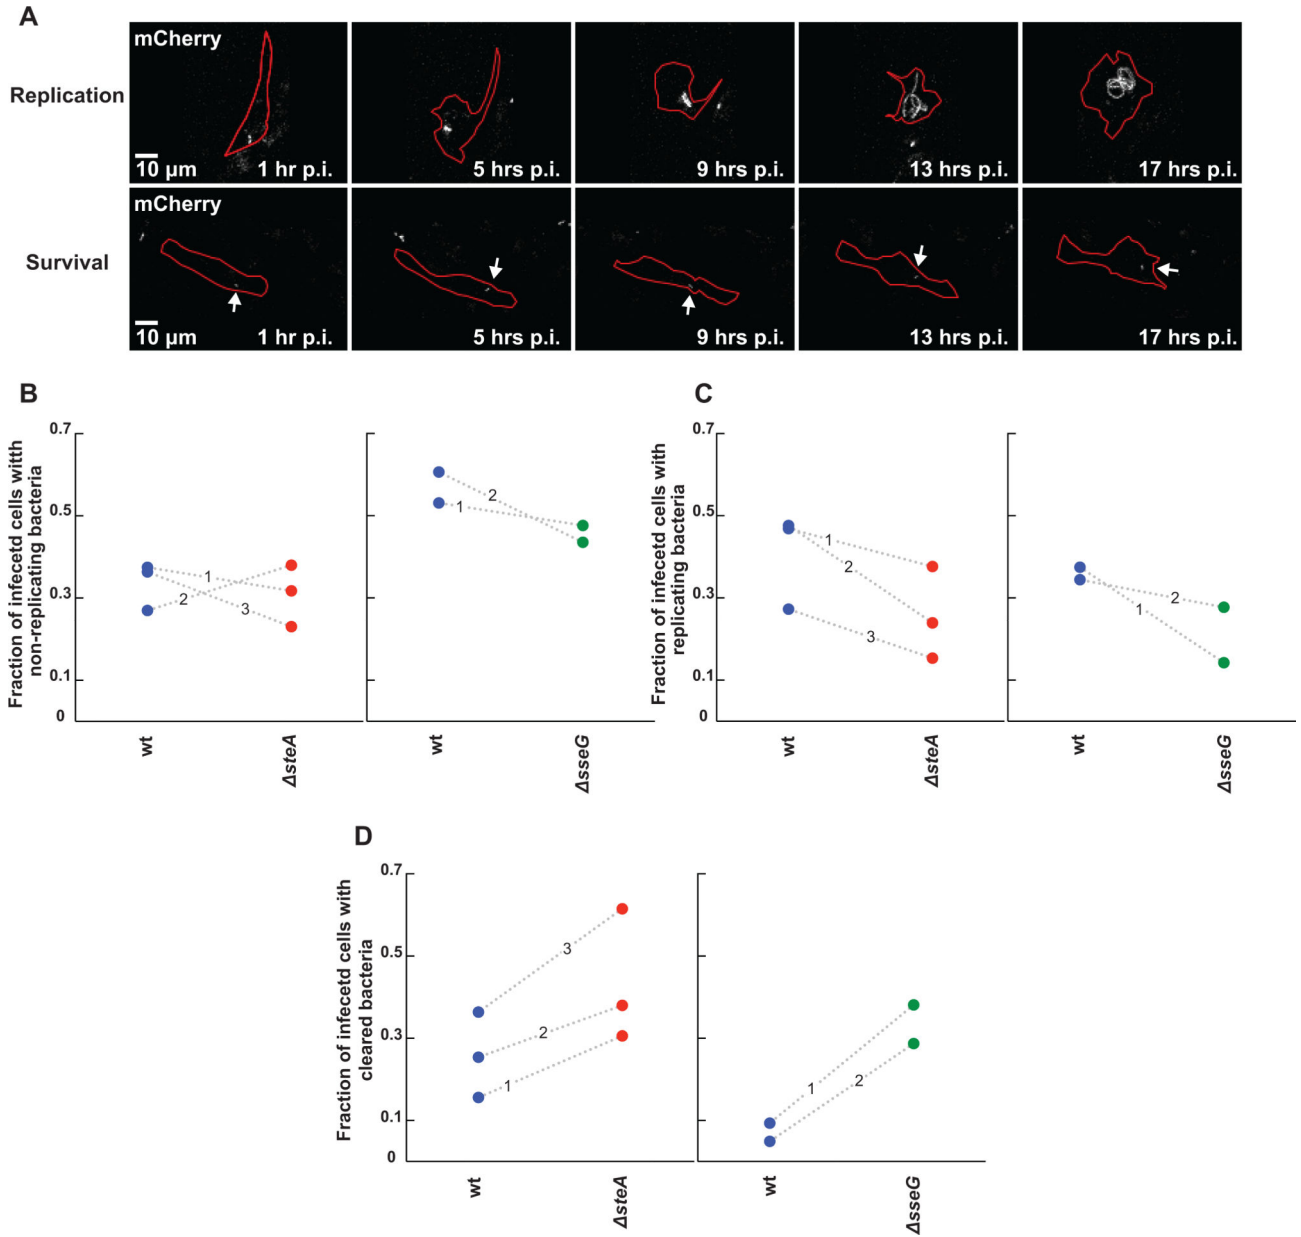 A
mCherry
Replication
10 µm
1 hr p.i.
5 hrs p.i.
9 hrs p.i.
13 hrs p.i.
17 hrs p.i.
mCherry
Survival
10 µm
1 hr p.i.
5 hrs p.i.
9 hrs p.i.
13 hrs p.i.
17 hrs p.i.
B
Fraction of infecetd cells witth
non-replicating bacteria
0.7
0.5
0.3
0.1
0
1
2
3
wt
ΔsteA
2
1
wt
ΔsseG
C
Fraction of infecetd cells with
replicating bacteria
0.7
0.5
0.3
0.1
0
1
2
3
wt
ΔsteA
2
1
wt
ΔsseG
D
Fraction of infecetd cells with
cleared bacteria
0.7
0.5
0.3
0.1
0
3
2
1
wt
ΔsteA
1
2
wt
ΔsseG